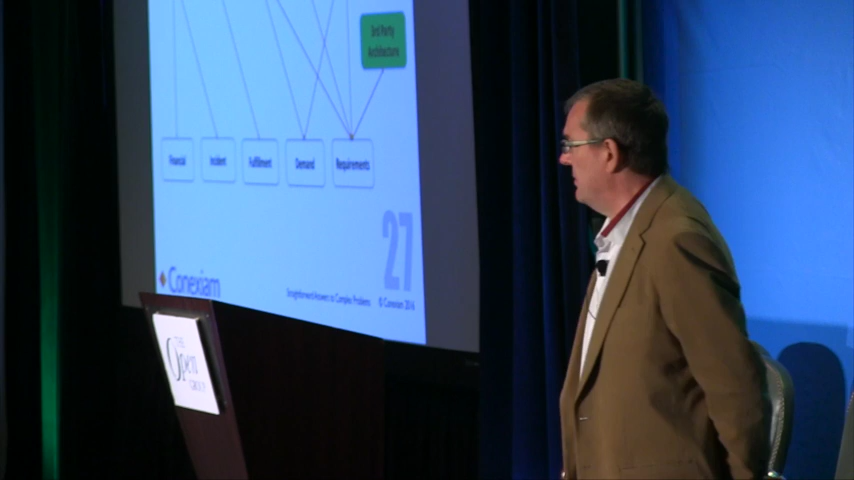 3rd Party
Architecture
Financial
Incident
Fulfillment
Demand
Requirements
27
Conexiam
Straightforward Answers to Complex Problems © Conexiam 2016
THE
Open
GROUP